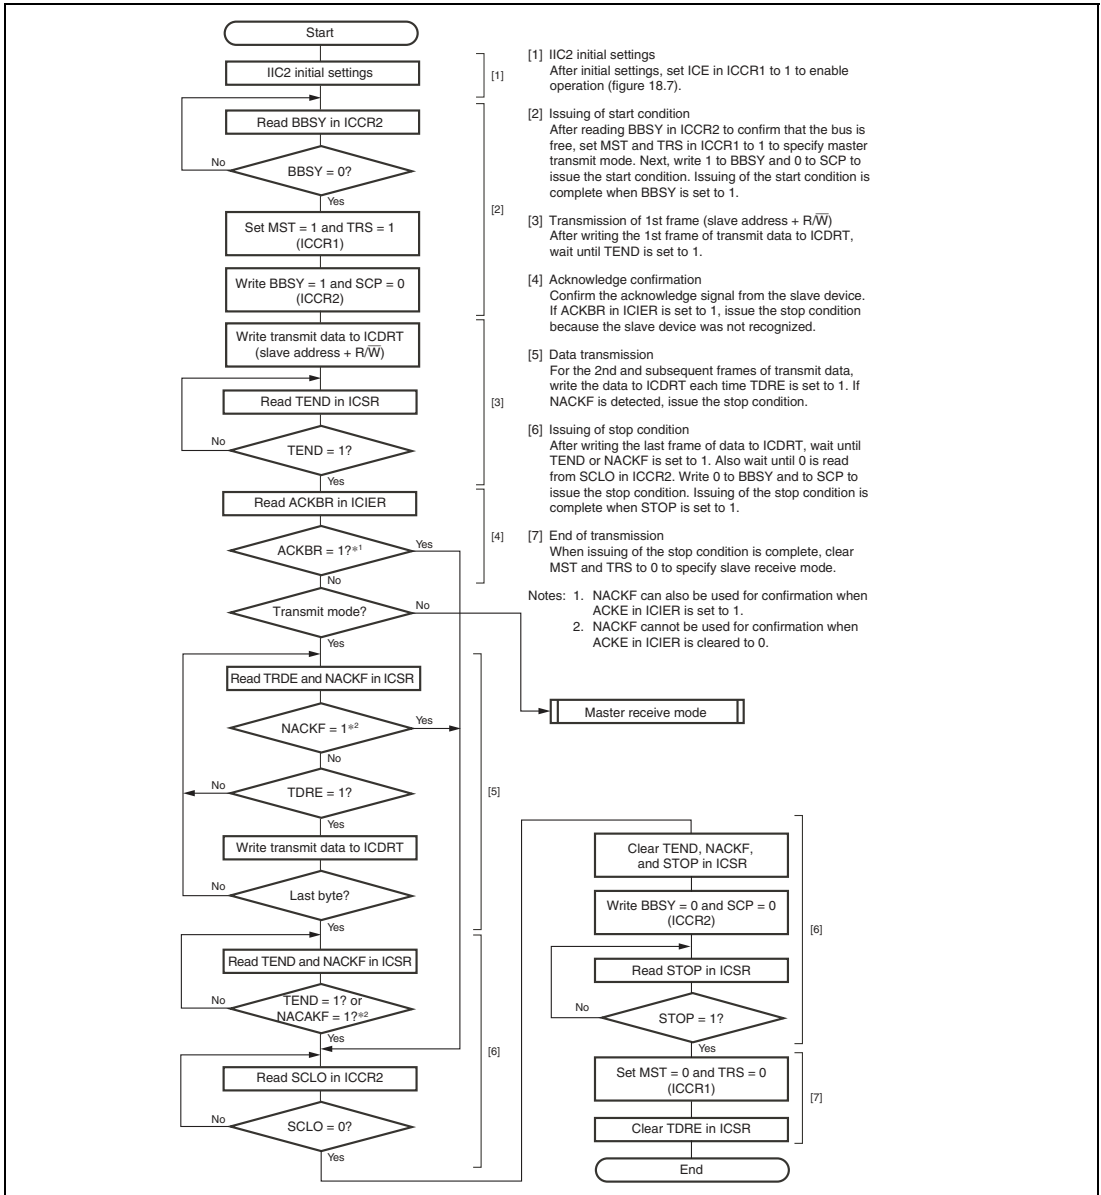 Start
IIC2 initial settings
[1]
Read BBSY in ICCR2
No
BBSY = 0?
Yes
[2]
Set MST = 1 and TRS = 1
(ICCR1)
Write BBSY = 1 and SCP = 0
(ICCR2)
Write transmit data to ICDRT
(slave address + R/W̅)
Read TEND in ICSR
[3]
No
TEND = 1?
Yes
Read ACKBR in ICIER
[4]
ACKBR = 1?*1
Yes
No
Transmit mode?
No
Yes
Read TRDE and NACKF in ICSR
NACKF = 1*2
Yes
No
No
TDRE = 1?
[5]
Yes
Write transmit data to ICDRT
No
Last byte?
Yes
Read TEND and NACKF in ICSR
No
TEND = 1? or
NACAKF = 1?*2
Yes
[6]
Read SCLO in ICCR2
No
SCLO = 0?
Yes
[1] IIC2 initial settings
After initial settings, set ICE in ICCR1 to 1 to enable
operation (figure 18.7).
[2] Issuing of start condition
After reading BBSY in ICCR2 to confirm that the bus is
free, set MST and TRS in ICCR1 to 1 to specify master
transmit mode. Next, write 1 to BBSY and 0 to SCP to
issue the start condition. Issuing of the start condition is
complete when BBSY is set to 1.
[3] Transmission of 1st frame (slave address + R/W̅)
After writing the 1st frame of transmit data to ICDRT,
wait until TEND is set to 1.
[4] Acknowledge confirmation
Confirm the acknowledge signal from the slave device.
If ACKBR in ICIER is set to 1, issue the stop condition
because the slave device was not recognized.
[5] Data transmission
For the 2nd and subsequent frames of transmit data,
write the data to ICDRT each time TDRE is set to 1. If
NACKF is detected, issue the stop condition.
[6] Issuing of stop condition
After writing the last frame of data to ICDRT, wait until
TEND or NACKF is set to 1. Also wait until 0 is read
from SCLO in ICCR2. Write 0 to BBSY and to SCP to
issue the stop condition. Issuing of the stop condition is
complete when STOP is set to 1.
[7] End of transmission
When issuing of the stop condition is complete, clear
MST and TRS to 0 to specify slave receive mode.
Notes: 1. NACKF can also be used for confirmation when
ACKE in ICIER is set to 1.
2. NACKF cannot be used for confirmation when
ACKE in ICIER is cleared to 0.
Master receive mode
Clear TEND, NACKF,
and STOP in ICSR
Write BBSY = 0 and SCP = 0
(ICCR2)
[6]
Read STOP in ICSR
No
STOP = 1?
Yes
Set MST = 0 and TRS = 0
(ICCR1)
[7]
Clear TDRE in ICSR
End